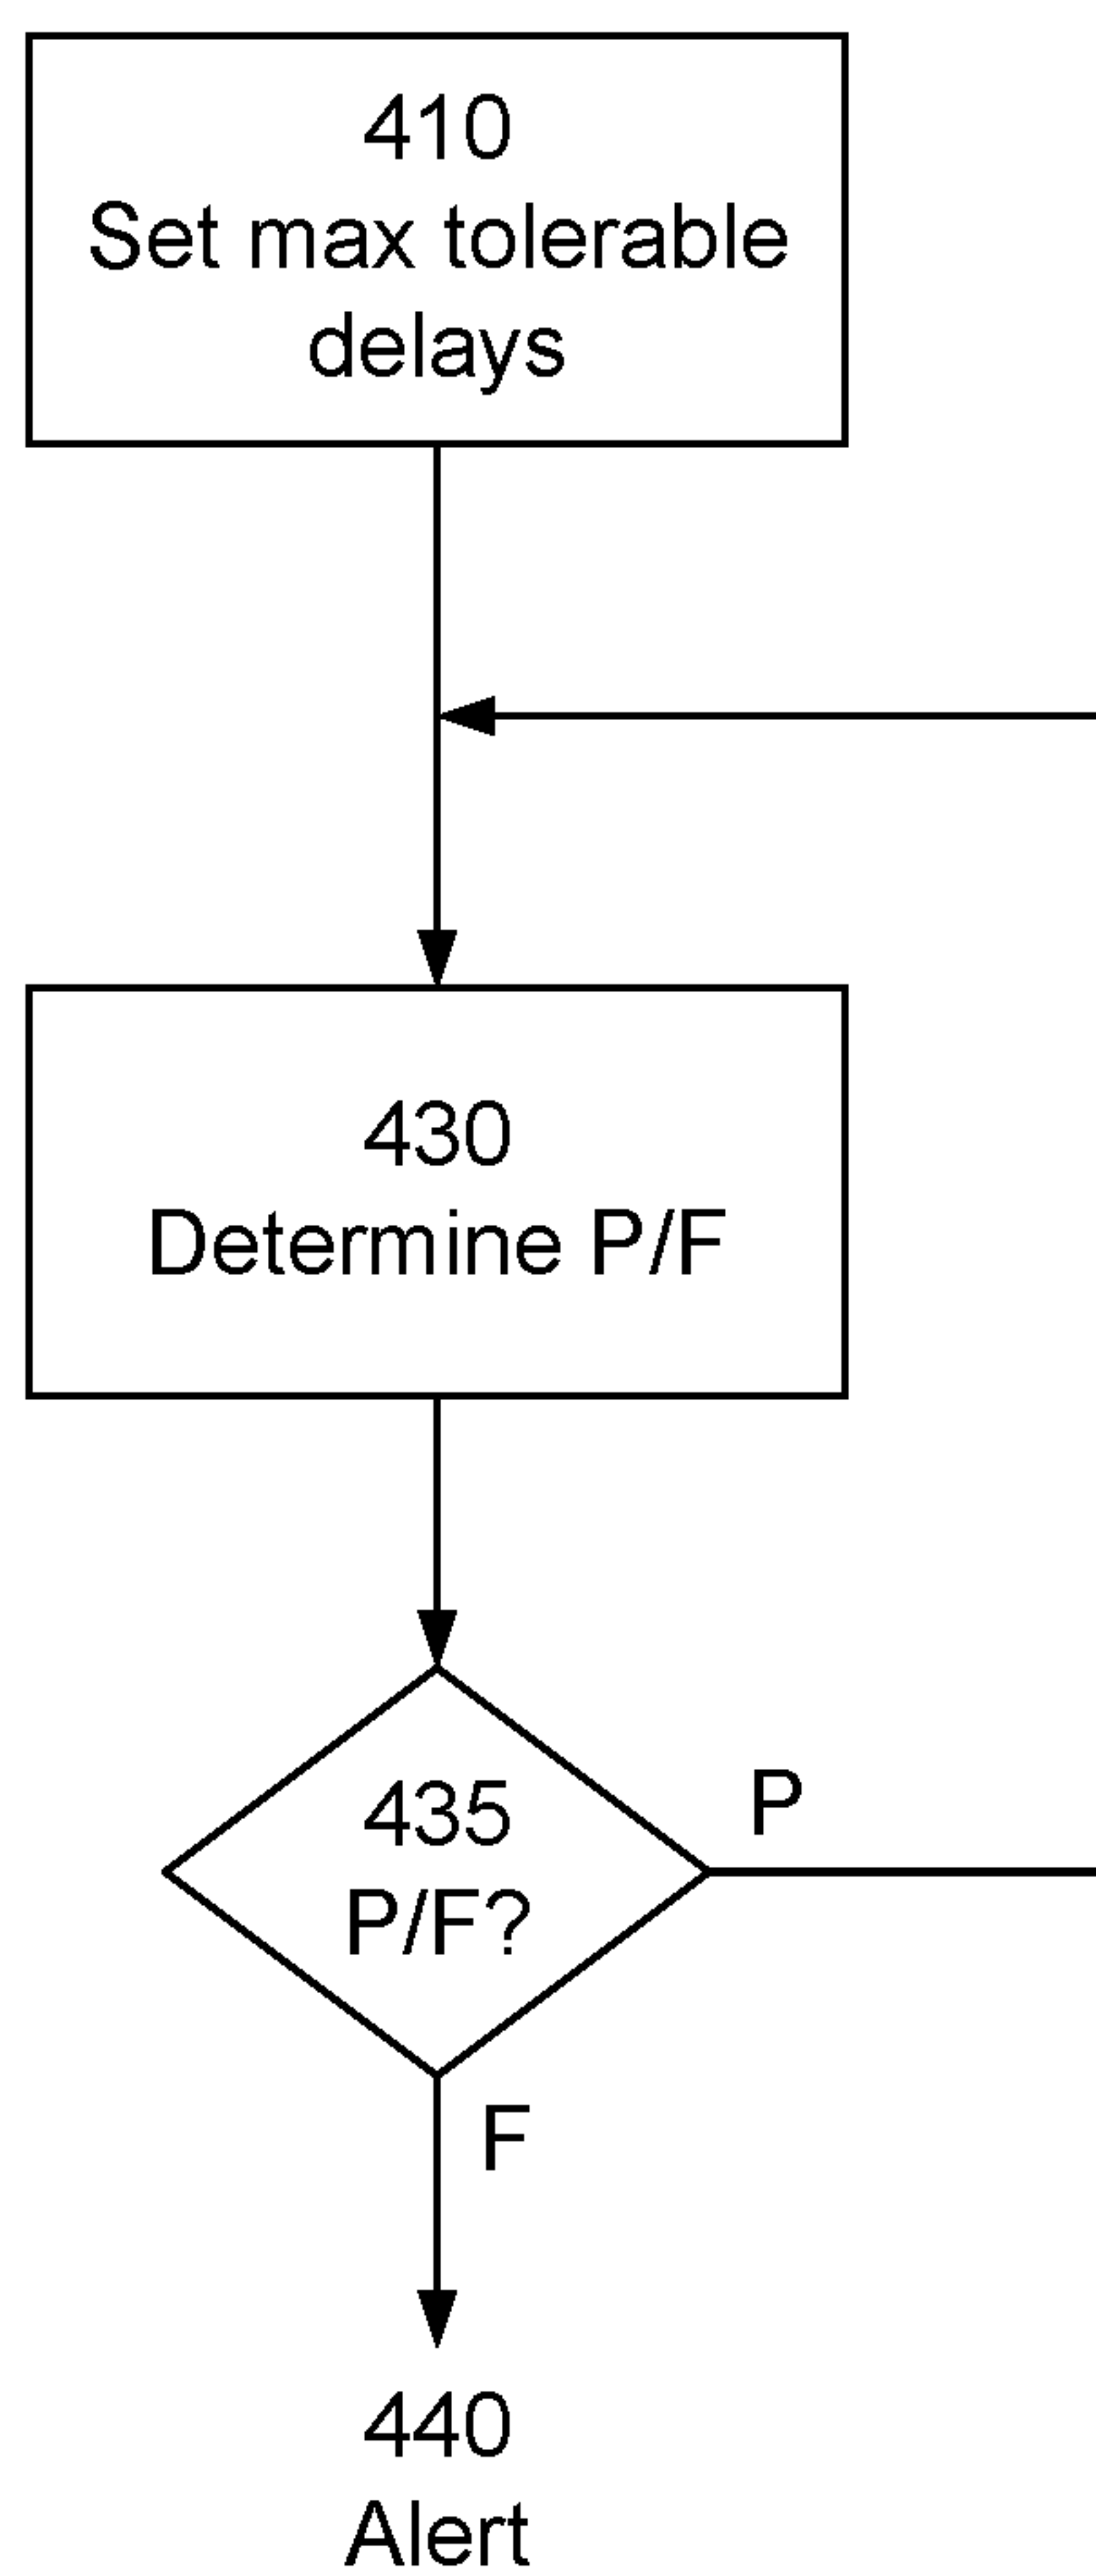 410
Set max tolerable
delays
430
Determine P/F
435
P/F?
P
F
440
Alert